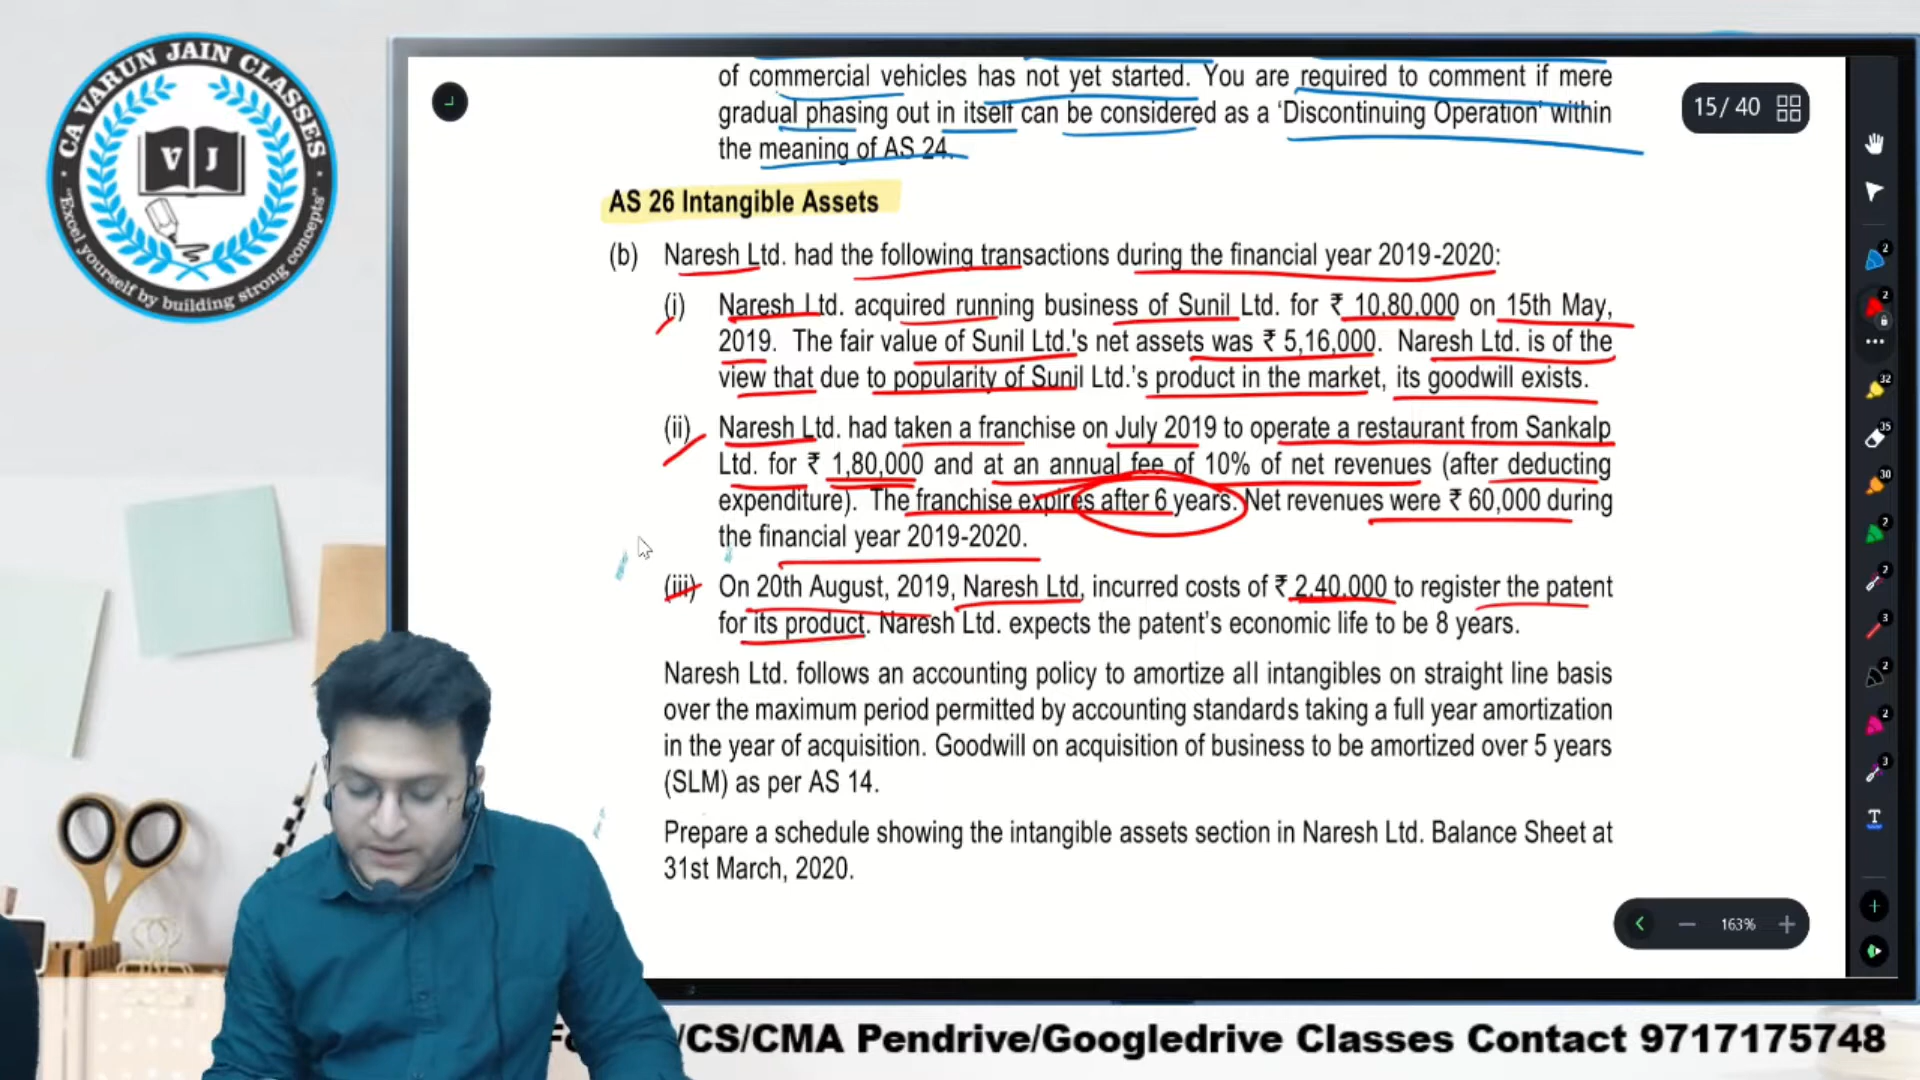 CA VARUN JAIN CLASSES
V J
"Excel yourself by building strong concepts"
of commercial vehicles has not yet started. You are required to comment if mere
gradual phasing out in itself can be considered as a ‘Discontinuing Operation’ within
the meaning of AS 24.
15/ 40
AS 26 Intangible Assets
(b) Naresh Ltd. had the following transactions during the financial year 2019-2020:
(i) Naresh Ltd. acquired running business of Sunil Ltd. for ₹ 10,80,000 on 15th May,
2019. The fair value of Sunil Ltd.'s net assets was ₹ 5,16,000. Naresh Ltd. is of the
view that due to popularity of Sunil Ltd.'s product in the market, its goodwill exists.
(ii) Naresh Ltd. had taken a franchise on July 2019 to operate a restaurant from Sankalp
Ltd. for ₹ 1,80,000 and at an annual fee of 10% of net revenues (after deducting
expenditure). The franchise expires after 6 years. Net revenues were ₹ 60,000 during
the financial year 2019-2020.
(iii) On 20th August, 2019, Naresh Ltd, incurred costs of ₹ 2,40,000 to register the patent
for its product. Naresh Ltd. expects the patent's economic life to be 8 years.
Naresh Ltd. follows an accounting policy to amortize all intangibles on straight line basis
over the maximum period permitted by accounting standards taking a full year amortization
in the year of acquisition. Goodwill on acquisition of business to be amortized over 5 years
(SLM) as per AS 14.
Prepare a schedule showing the intangible assets section in Naresh Ltd. Balance Sheet at
31st March, 2020.
2
2
32
35
30
2
2
3
2
2
3
T
163%
/CS/CMA Pendrive/Googledrive Classes Contact 9717175748